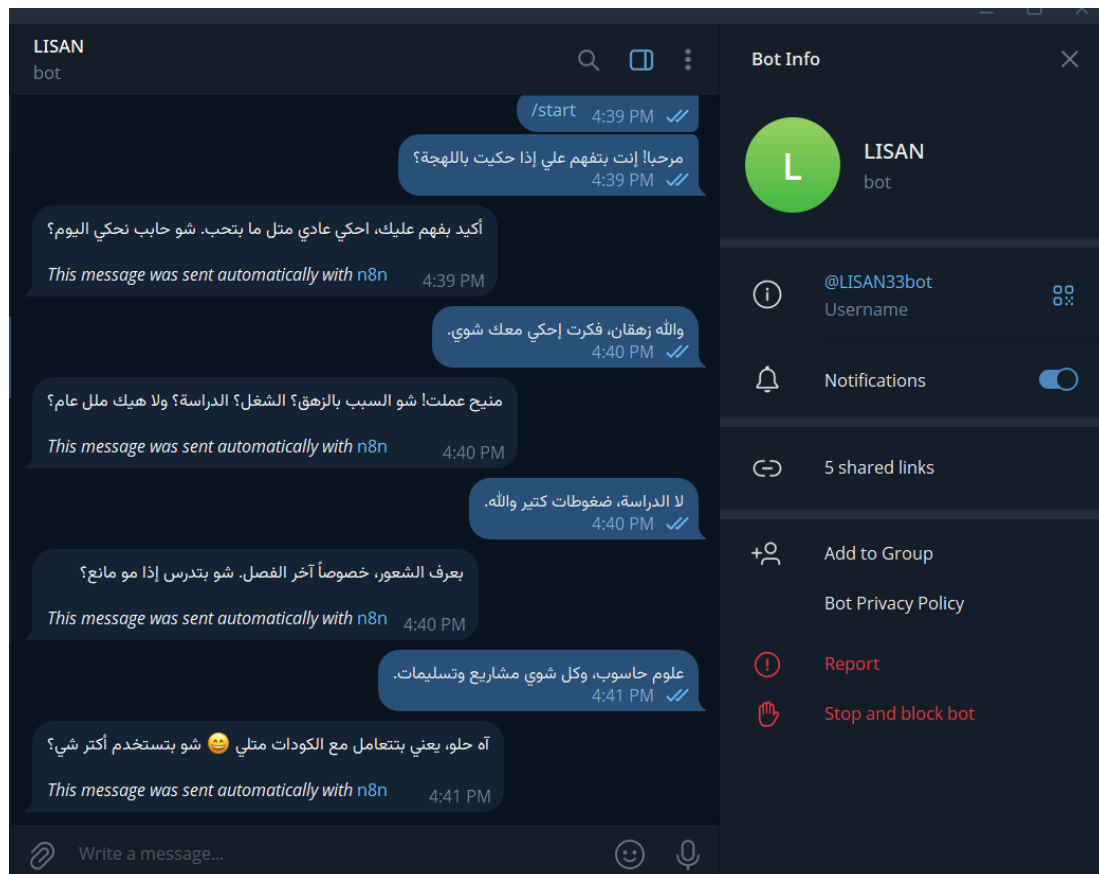 LISAN
bot
/start 4:39 PM
مرحبا! إنت بتفهم علي إذا حكيت باللهجة؟
4:39 PM
أكيد بفهم عليك، احكي عادي متل ما بتحب. شو حابب نحكي اليوم؟
This message was sent automatically with n8n 4:39 PM
والله زهقان، فكرت إحكي معك شوي.
4:40 PM
منيح عملت! شو السبب بالزهق؟ الشغل؟ الدراسة؟ ولا هيك ملل عام؟
This message was sent automatically with n8n 4:40 PM
لا الدراسة، ضغوطات كتير والله.
4:40 PM
بعرف الشعور، خصوصاً آخر الفصل. شو بتدرس إذا مو مانع؟
This message was sent automatically with n8n 4:40 PM
علوم حاسوب، وكل شوي مشاريع وتسليمات.
4:41 PM
آه حلو، يعني بتتعامل مع الكودات متلي 😄 شو بتستخدم أكتر شي؟
This message was sent automatically with n8n 4:41 PM
Write a message...
Bot Info
L
LISAN
bot
@LISAN33bot
Username
Notifications
5 shared links
Add to Group
Bot Privacy Policy
Report
Stop and block bot